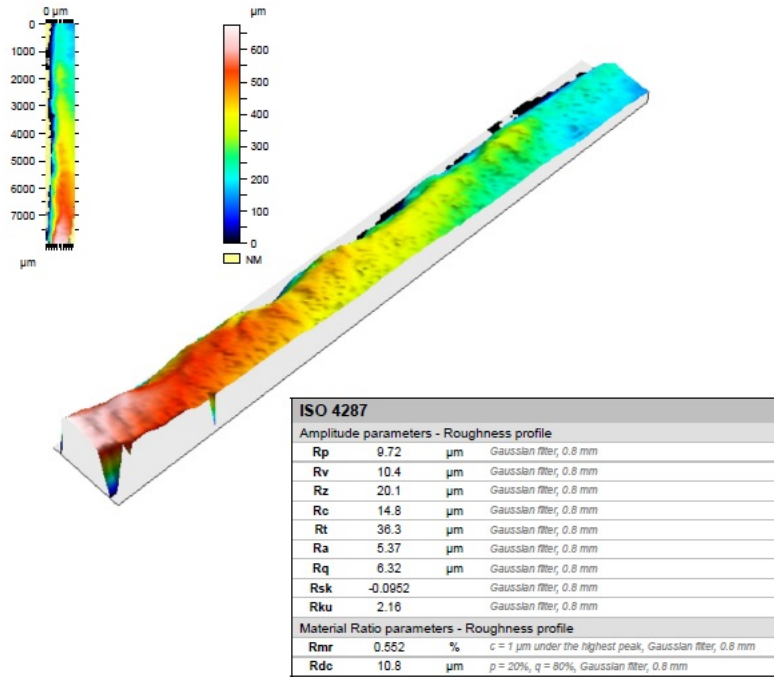 0 µm
0
1000
2000
3000
4000
5000
6000
7000
µm
µm
600
500
400
300
200
100
0
NM
ISO 4287
Amplitude parameters - Roughness profile
Rp 9.72 µm Gaussian filter, 0.8 mm
Rv 10.4 µm Gaussian filter, 0.8 mm
Rz 20.1 µm Gaussian filter, 0.8 mm
Rc 14.8 µm Gaussian filter, 0.8 mm
Rt 36.3 µm Gaussian filter, 0.8 mm
Ra 5.37 µm Gaussian filter, 0.8 mm
Rq 6.32 µm Gaussian filter, 0.8 mm
Rsk -0.0952 Gaussian filter, 0.8 mm
Rku 2.16 Gaussian filter, 0.8 mm
Material Ratio parameters - Roughness profile
Rmr 0.552 % c = 1 µm under the highest peak, Gaussian filter, 0.8 mm
Rdc 10.8 µm p = 20%, q = 80%, Gaussian filter, 0.8 mm